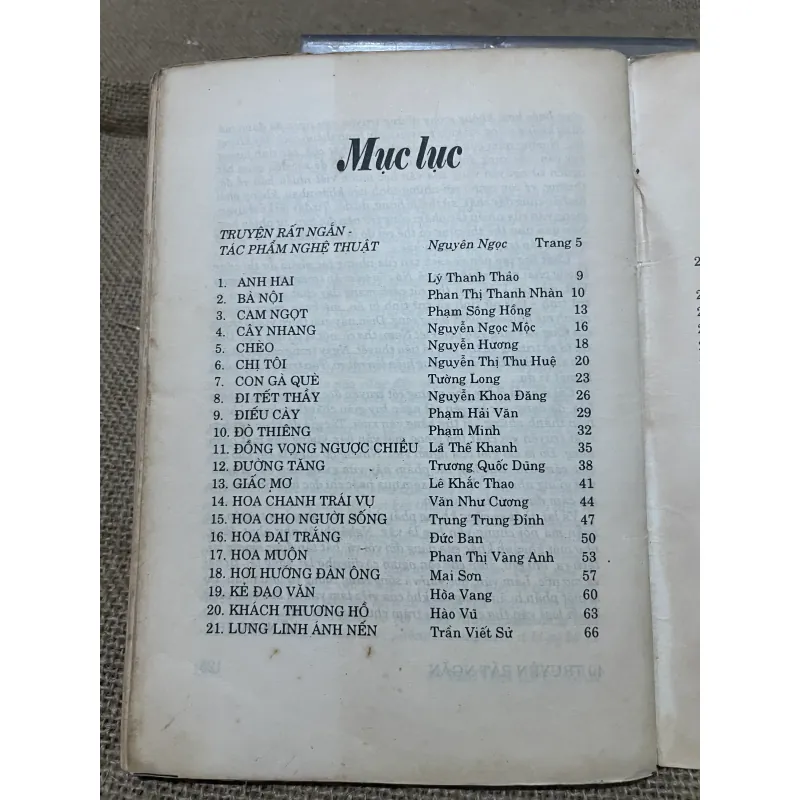 Mục lục
TRUYỆN RẤT NGẮN -
TÁC PHẨM NGHỆ THUẬT Nguyên Ngọc Trang 5
1. ANH HAI Lý Thanh Thảo 9
2. BÀ NỘI Phan Thị Thanh Nhàn 10
3. CAM NGỌT Phạm Sông Hồng 13
4. CÂY NHANG Nguyễn Ngọc Mộc 16
5. CHÈO Nguyễn Hương 18
6. CHỊ TÔI Nguyễn Thị Thu Huệ 20
7. CON GÀ QUÈ Tường Long 23
8. ĐI TẾT THẦY Nguyễn Khoa Đăng 26
9. ĐIẾU CÀY Phạm Hải Vân 29
10. ĐÒ THIÊNG Phạm Minh 32
11. ĐỒNG VỌNG NGƯỢC CHIỀU Lã Thế Khanh 35
12. ĐƯỜNG TĂNG Trương Quốc Dũng 38
13. GIẤC MƠ Lê Khắc Thao 41
14. HOA CHANH TRÁI VỤ Văn Như Cương 44
15. HOA CHO NGƯỜI SỐNG Trung Trung Đỉnh 47
16. HOA ĐẠI TRẮNG Đức Ban 50
17. HOA MUỘN Phan Thị Vàng Anh 53
18. HƠI HƯỚNG ĐÀN ÔNG Mai Sơn 57
19. KẺ ĐẠO VĂN Hòa Vang 60
20. KHÁCH THƯƠNG HỒ Hào Vũ 63
21. LUNG LINH ÁNH NẾN Trần Viết Sử 66